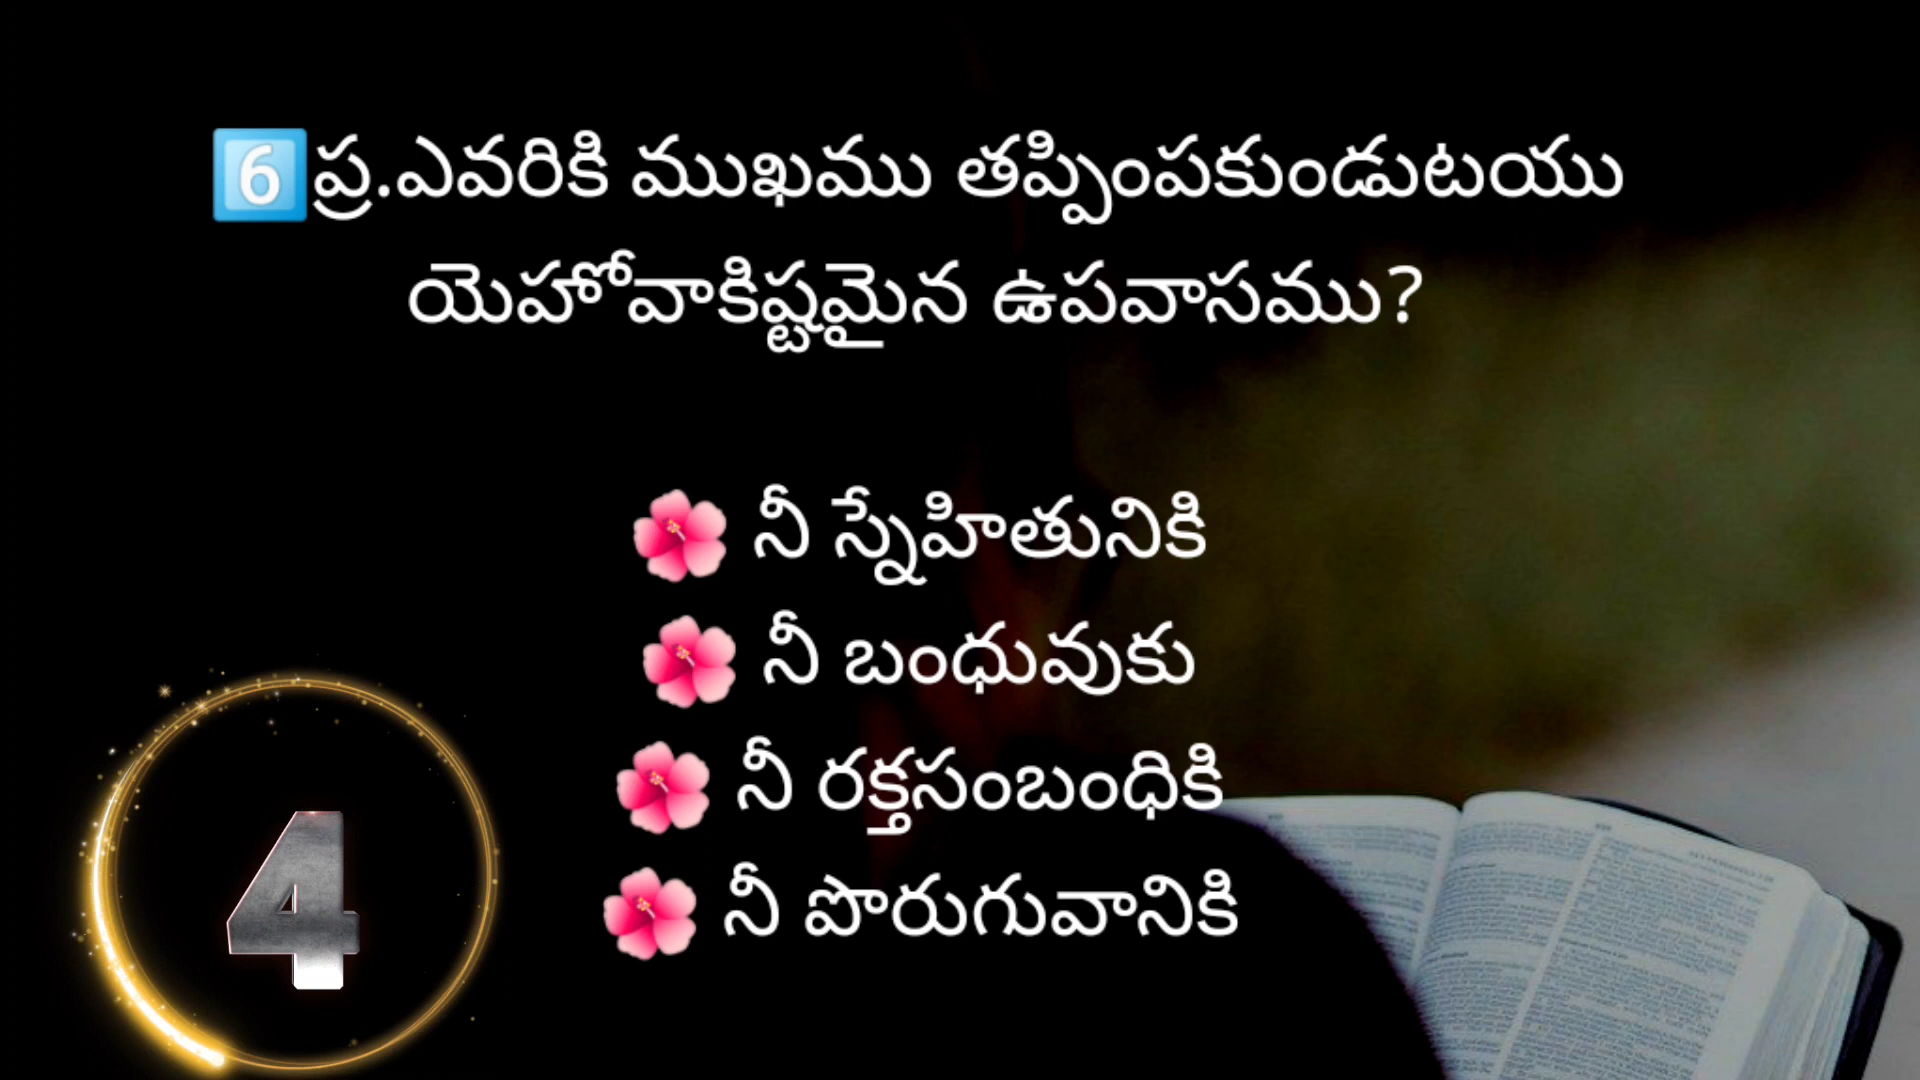 6️⃣ప్ర.ఎవరికి ముఖము తప్పింపకుండుటయు
యెహోవాకిష్టమైన ఉపవాసము?
🌺 నీ స్నేహితునికి
🌺 నీ బంధువుకు
🌺 నీ రక్తసంబంధికి
🌺 నీ పొరుగువానికి
4